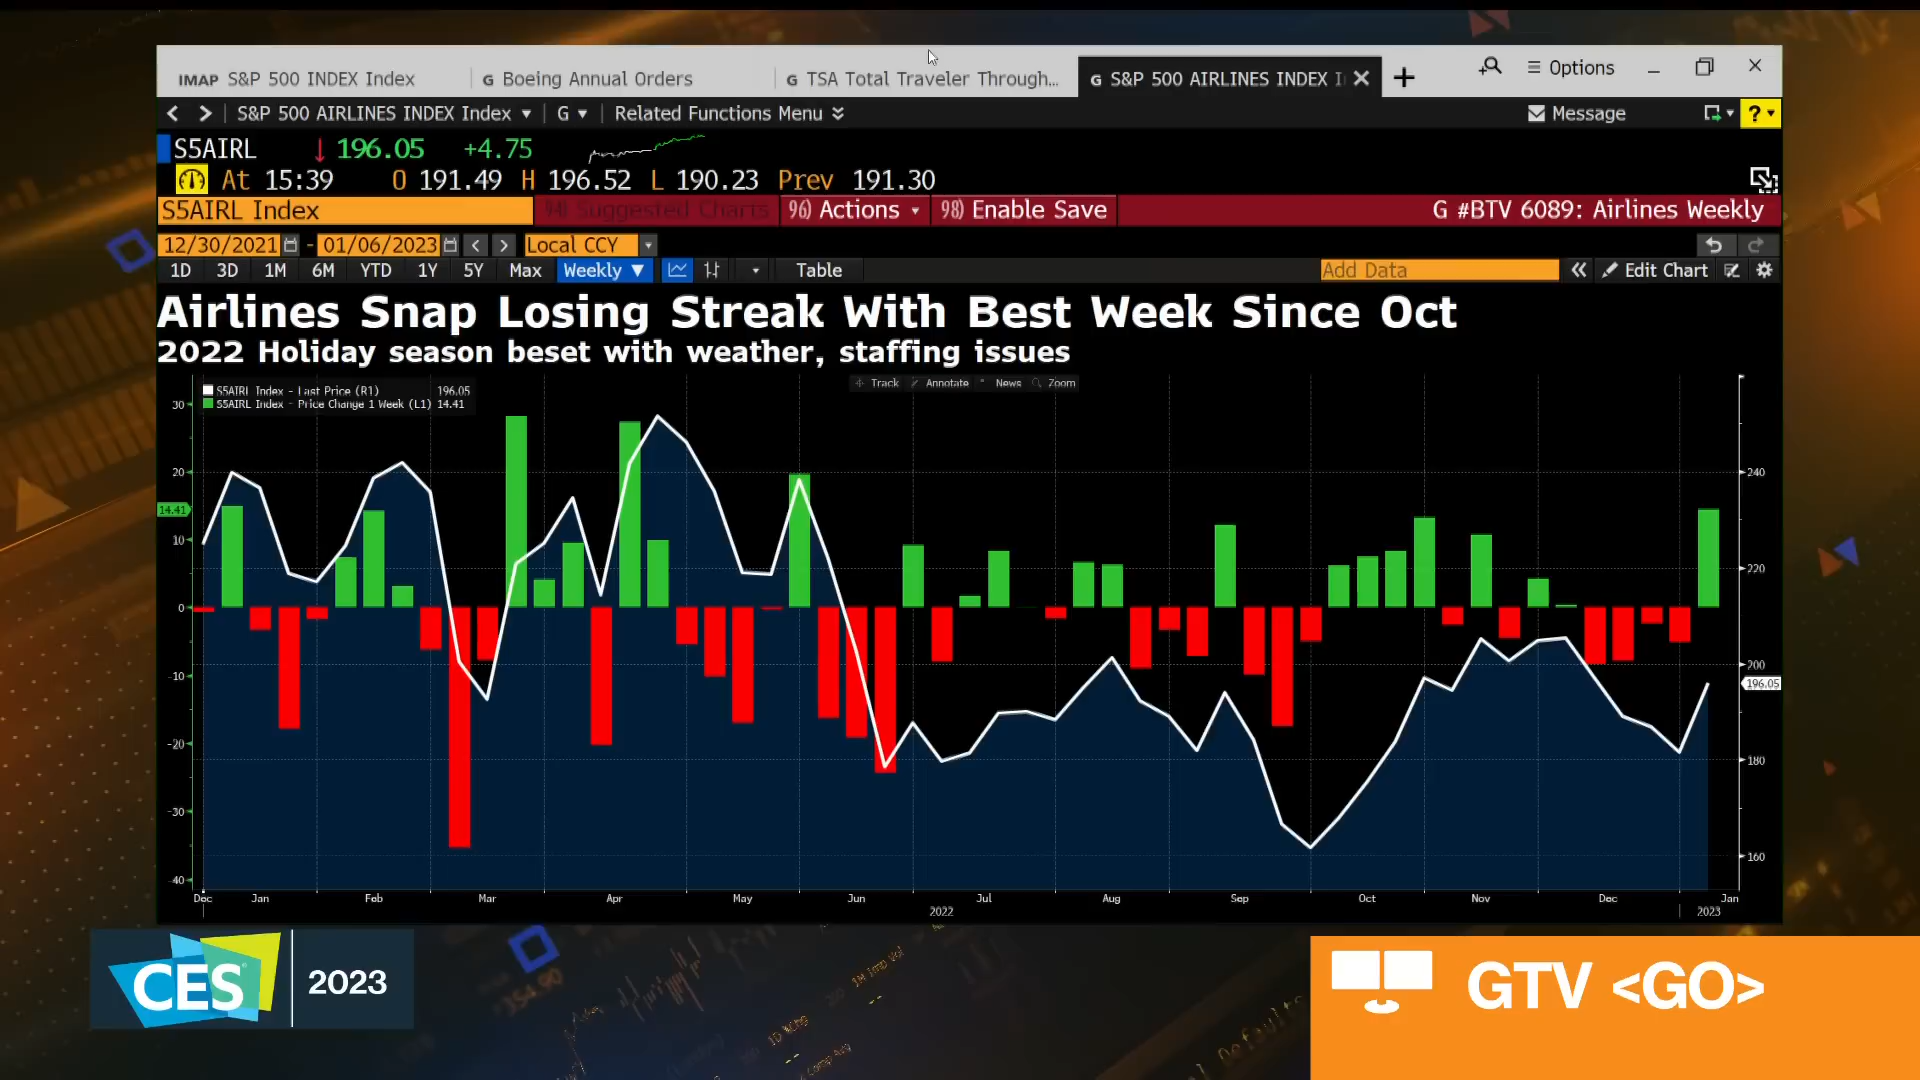 IMAP S&P 500 INDEX Index
G Boeing Annual Orders
G TSA Total Traveler Through...
G S&P 500 AIRLINES INDEX I
Options
S&P 500 AIRLINES INDEX Index G Related Functions Menu
Message
?
S5AIRL 196.05 +4.75
At 15:39 O 191.49 H 196.52 L 190.23 Prev 191.30
S5AIRL Index 94) Suggested Charts 96) Actions 98) Enable Save G #BTV 6089: Airlines Weekly
12/30/2021 - 01/06/2023 Local CCY
1D 3D 1M 6M YTD 1Y 5Y Max Weekly Table Add Data Edit Chart
Airlines Snap Losing Streak With Best Week Since Oct
2022 Holiday season beset with weather, staffing issues
S5AIRL Index - Last Price (R1) 196.05
S5AIRL Index - Price Change 1 Week (L1) 14.41
Track Annotate News Zoom
30
20
14.41
10
0
-10
-20
-30
-40
240
220
200
196.05
180
160
Dec Jan Feb Mar Apr May Jun Jul Aug Sep Oct Nov Dec Jan
2022 2023
CES 2023
GTV <GO>